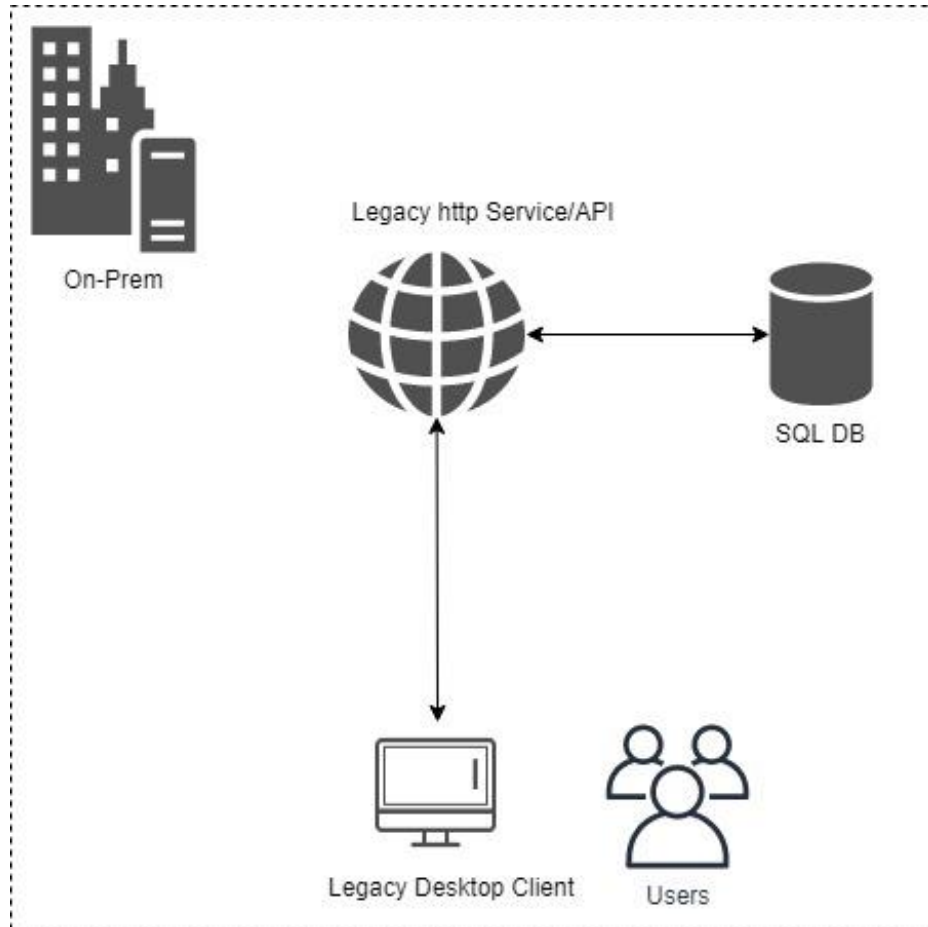 Legacy http Service/API
On-Prem
SQL DB
Legacy Desktop Client
Users